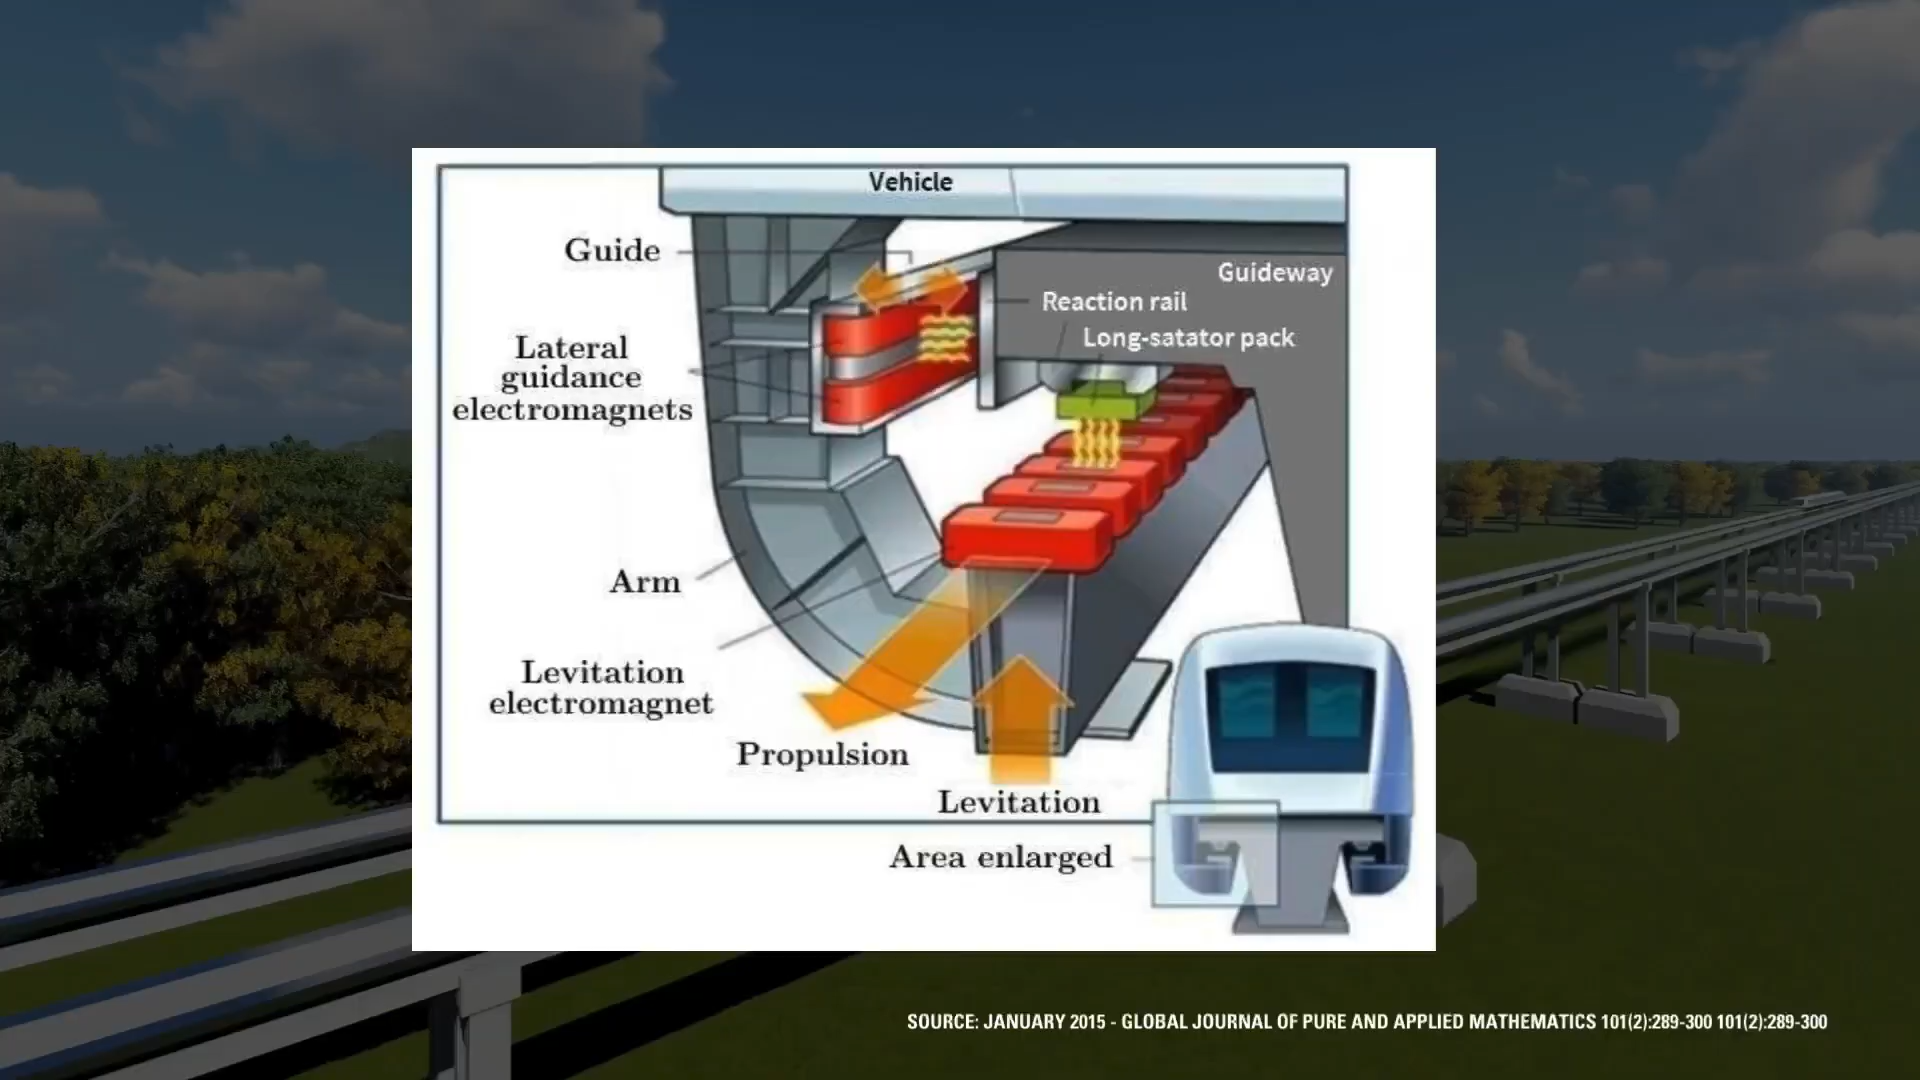 Vehicle
Guide
Guideway
Reaction rail
Long-satator pack
Lateral
guidance
electromagnets
Arm
Levitation
electromagnet
Propulsion
Levitation
Area enlarged
SOURCE: JANUARY 2015 - GLOBAL JOURNAL OF PURE AND APPLIED MATHEMATICS 101(2):289-300 101(2):289-300